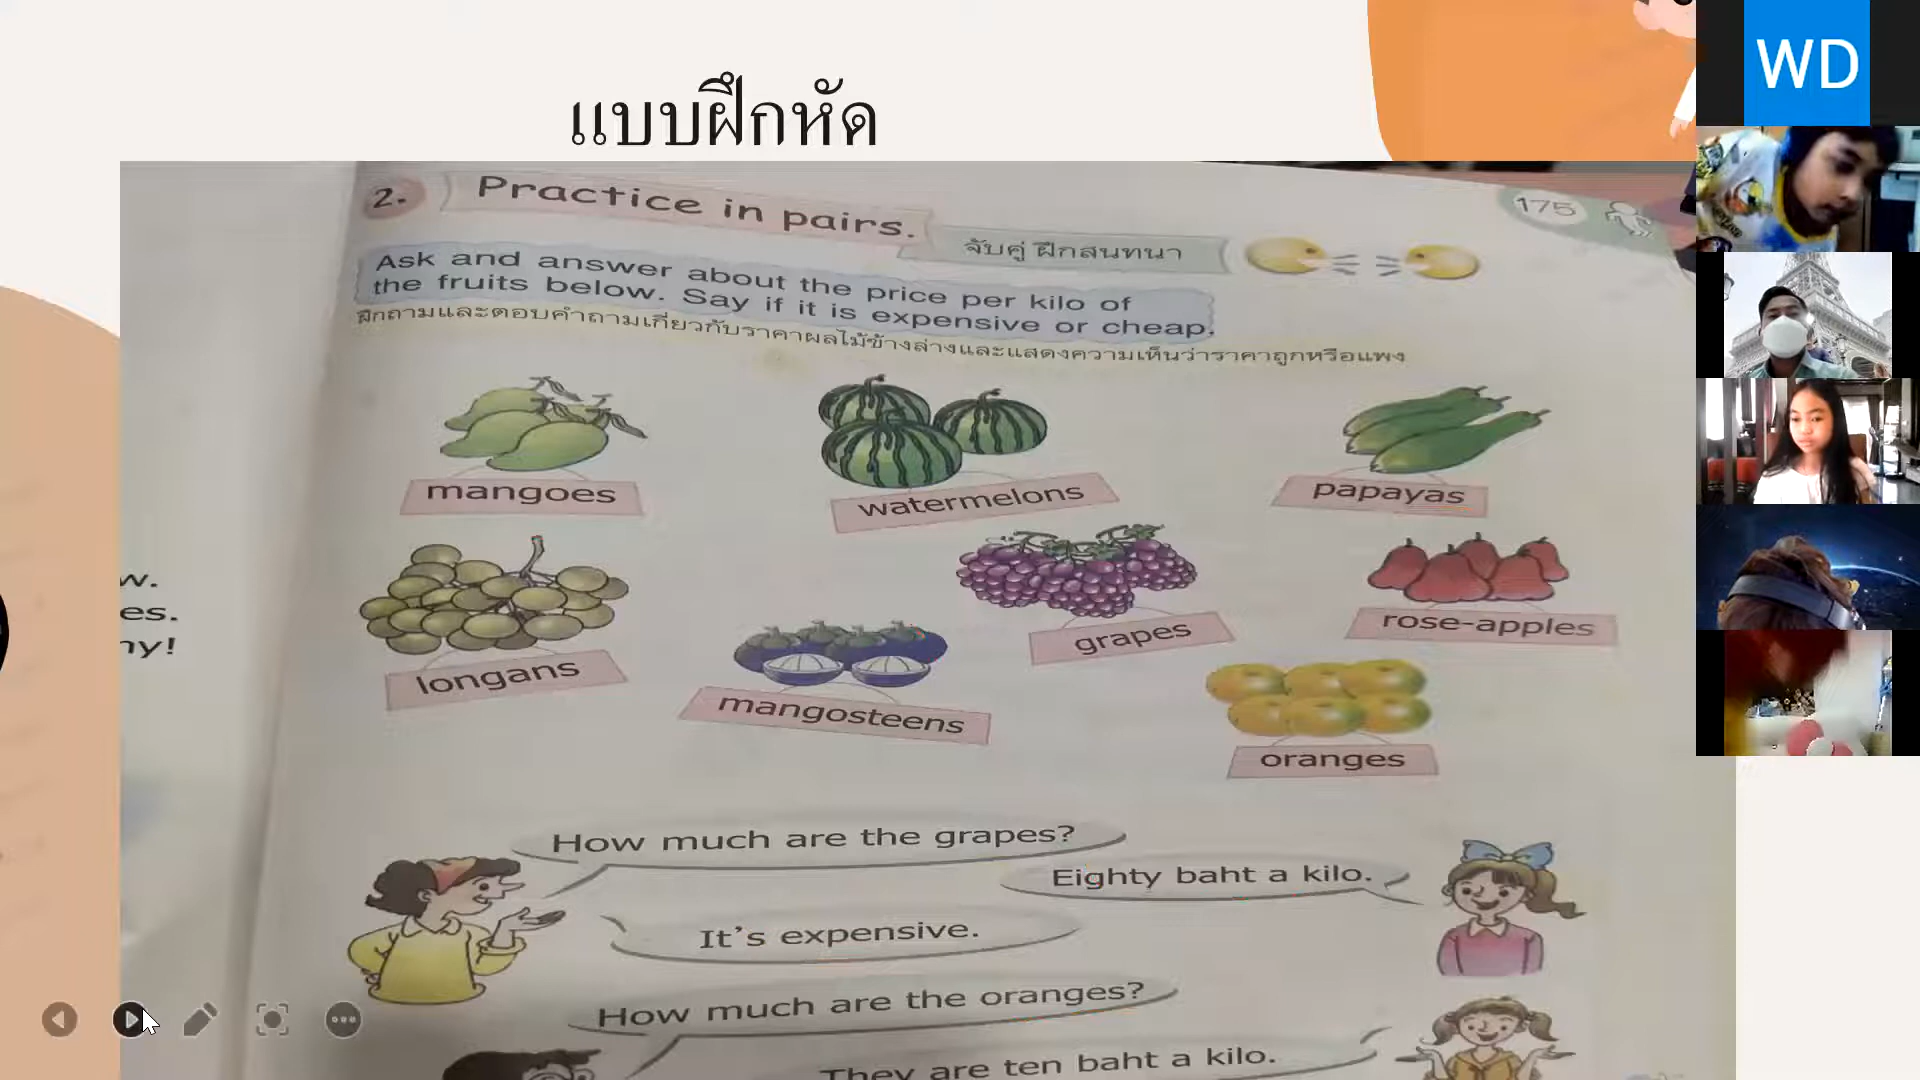 แบบฝึกหัด
WD
2. Practice in pairs.
175
จับคู่ ฝึกสนทนา
Ask and answer about the price per kilo of
the fruits below. Say if it is expensive or cheap.
ฝึกถามและตอบคำถามเกี่ยวกับราคาผลไม้ข้างล่างและแสดงความเห็นว่าราคาถูกหรือแพง
mangoes
watermelons
papayas
w.
es.
ny!
longans
mangosteens
grapes
rose-apples
oranges
How much are the grapes?
Eighty baht a kilo.
It's expensive.
How much are the oranges?
They are ten baht a kilo.